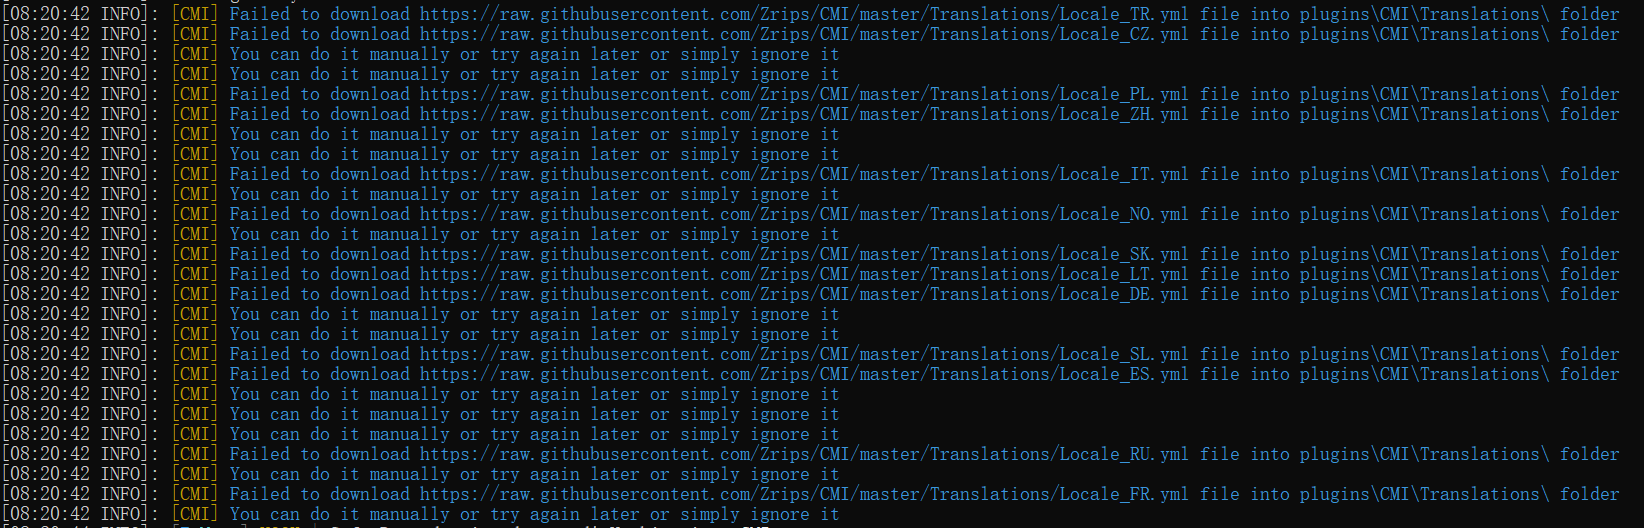 [08:20:42 INFO]: [CMI] Failed to download https://raw.githubusercontent.com/Zrips/CMI/master/Translations/Locale_TR.yml file into plugins\CMI\Translations\ folder
[08:20:42 INFO]: [CMI] Failed to download https://raw.githubusercontent.com/Zrips/CMI/master/Translations/Locale_CZ.yml file into plugins\CMI\Translations\ folder
[08:20:42 INFO]: [CMI] You can do it manually or try again later or simply ignore it
[08:20:42 INFO]: [CMI] You can do it manually or try again later or simply ignore it
[08:20:42 INFO]: [CMI] Failed to download https://raw.githubusercontent.com/Zrips/CMI/master/Translations/Locale_PL.yml file into plugins\CMI\Translations\ folder
[08:20:42 INFO]: [CMI] Failed to download https://raw.githubusercontent.com/Zrips/CMI/master/Translations/Locale_ZH.yml file into plugins\CMI\Translations\ folder
[08:20:42 INFO]: [CMI] You can do it manually or try again later or simply ignore it
[08:20:42 INFO]: [CMI] You can do it manually or try again later or simply ignore it
[08:20:42 INFO]: [CMI] Failed to download https://raw.githubusercontent.com/Zrips/CMI/master/Translations/Locale_IT.yml file into plugins\CMI\Translations\ folder
[08:20:42 INFO]: [CMI] You can do it manually or try again later or simply ignore it
[08:20:42 INFO]: [CMI] Failed to download https://raw.githubusercontent.com/Zrips/CMI/master/Translations/Locale_NO.yml file into plugins\CMI\Translations\ folder
[08:20:42 INFO]: [CMI] You can do it manually or try again later or simply ignore it
[08:20:42 INFO]: [CMI] Failed to download https://raw.githubusercontent.com/Zrips/CMI/master/Translations/Locale_SK.yml file into plugins\CMI\Translations\ folder
[08:20:42 INFO]: [CMI] Failed to download https://raw.githubusercontent.com/Zrips/CMI/master/Translations/Locale_LT.yml file into plugins\CMI\Translations\ folder
[08:20:42 INFO]: [CMI] Failed to download https://raw.githubusercontent.com/Zrips/CMI/master/Translations/Locale_DE.yml file into plugins\CMI\Translations\ folder
[08:20:42 INFO]: [CMI] You can do it manually or try again later or simply ignore it
[08:20:42 INFO]: [CMI] You can do it manually or try again later or simply ignore it
[08:20:42 INFO]: [CMI] Failed to download https://raw.githubusercontent.com/Zrips/CMI/master/Translations/Locale_SL.yml file into plugins\CMI\Translations\ folder
[08:20:42 INFO]: [CMI] Failed to download https://raw.githubusercontent.com/Zrips/CMI/master/Translations/Locale_ES.yml file into plugins\CMI\Translations\ folder
[08:20:42 INFO]: [CMI] You can do it manually or try again later or simply ignore it
[08:20:42 INFO]: [CMI] You can do it manually or try again later or simply ignore it
[08:20:42 INFO]: [CMI] You can do it manually or try again later or simply ignore it
[08:20:42 INFO]: [CMI] Failed to download https://raw.githubusercontent.com/Zrips/CMI/master/Translations/Locale_RU.yml file into plugins\CMI\Translations\ folder
[08:20:42 INFO]: [CMI] You can do it manually or try again later or simply ignore it
[08:20:42 INFO]: [CMI] Failed to download https://raw.githubusercontent.com/Zrips/CMI/master/Translations/Locale_FR.yml file into plugins\CMI\Translations\ folder
[08:20:42 INFO]: [CMI] You can do it manually or try again later or simply ignore it